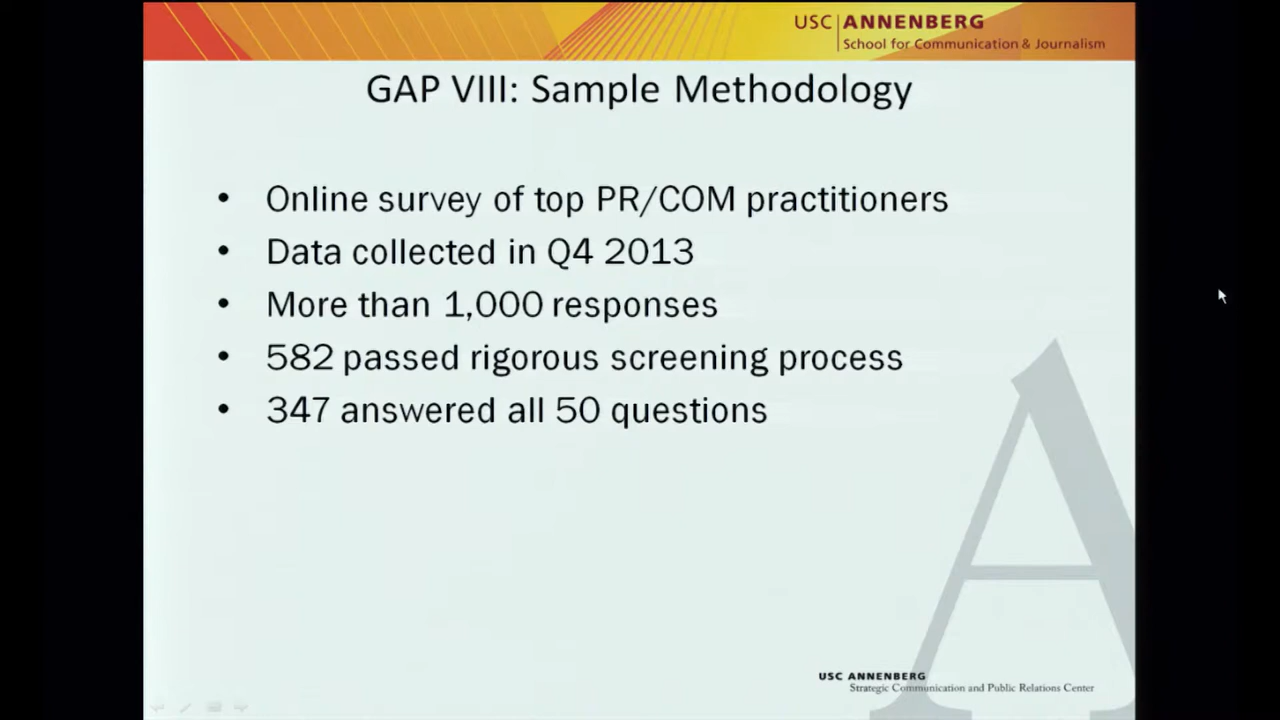 USC ANNENBERG
School for Communication & Journalism
GAP VIII: Sample Methodology
• Online survey of top PR/COM practitioners
• Data collected in Q4 2013
• More than 1,000 responses
• 582 passed rigorous screening process
• 347 answered all 50 questions
A
USC ANNENBERG
Strategic Communication and Public Relations Center